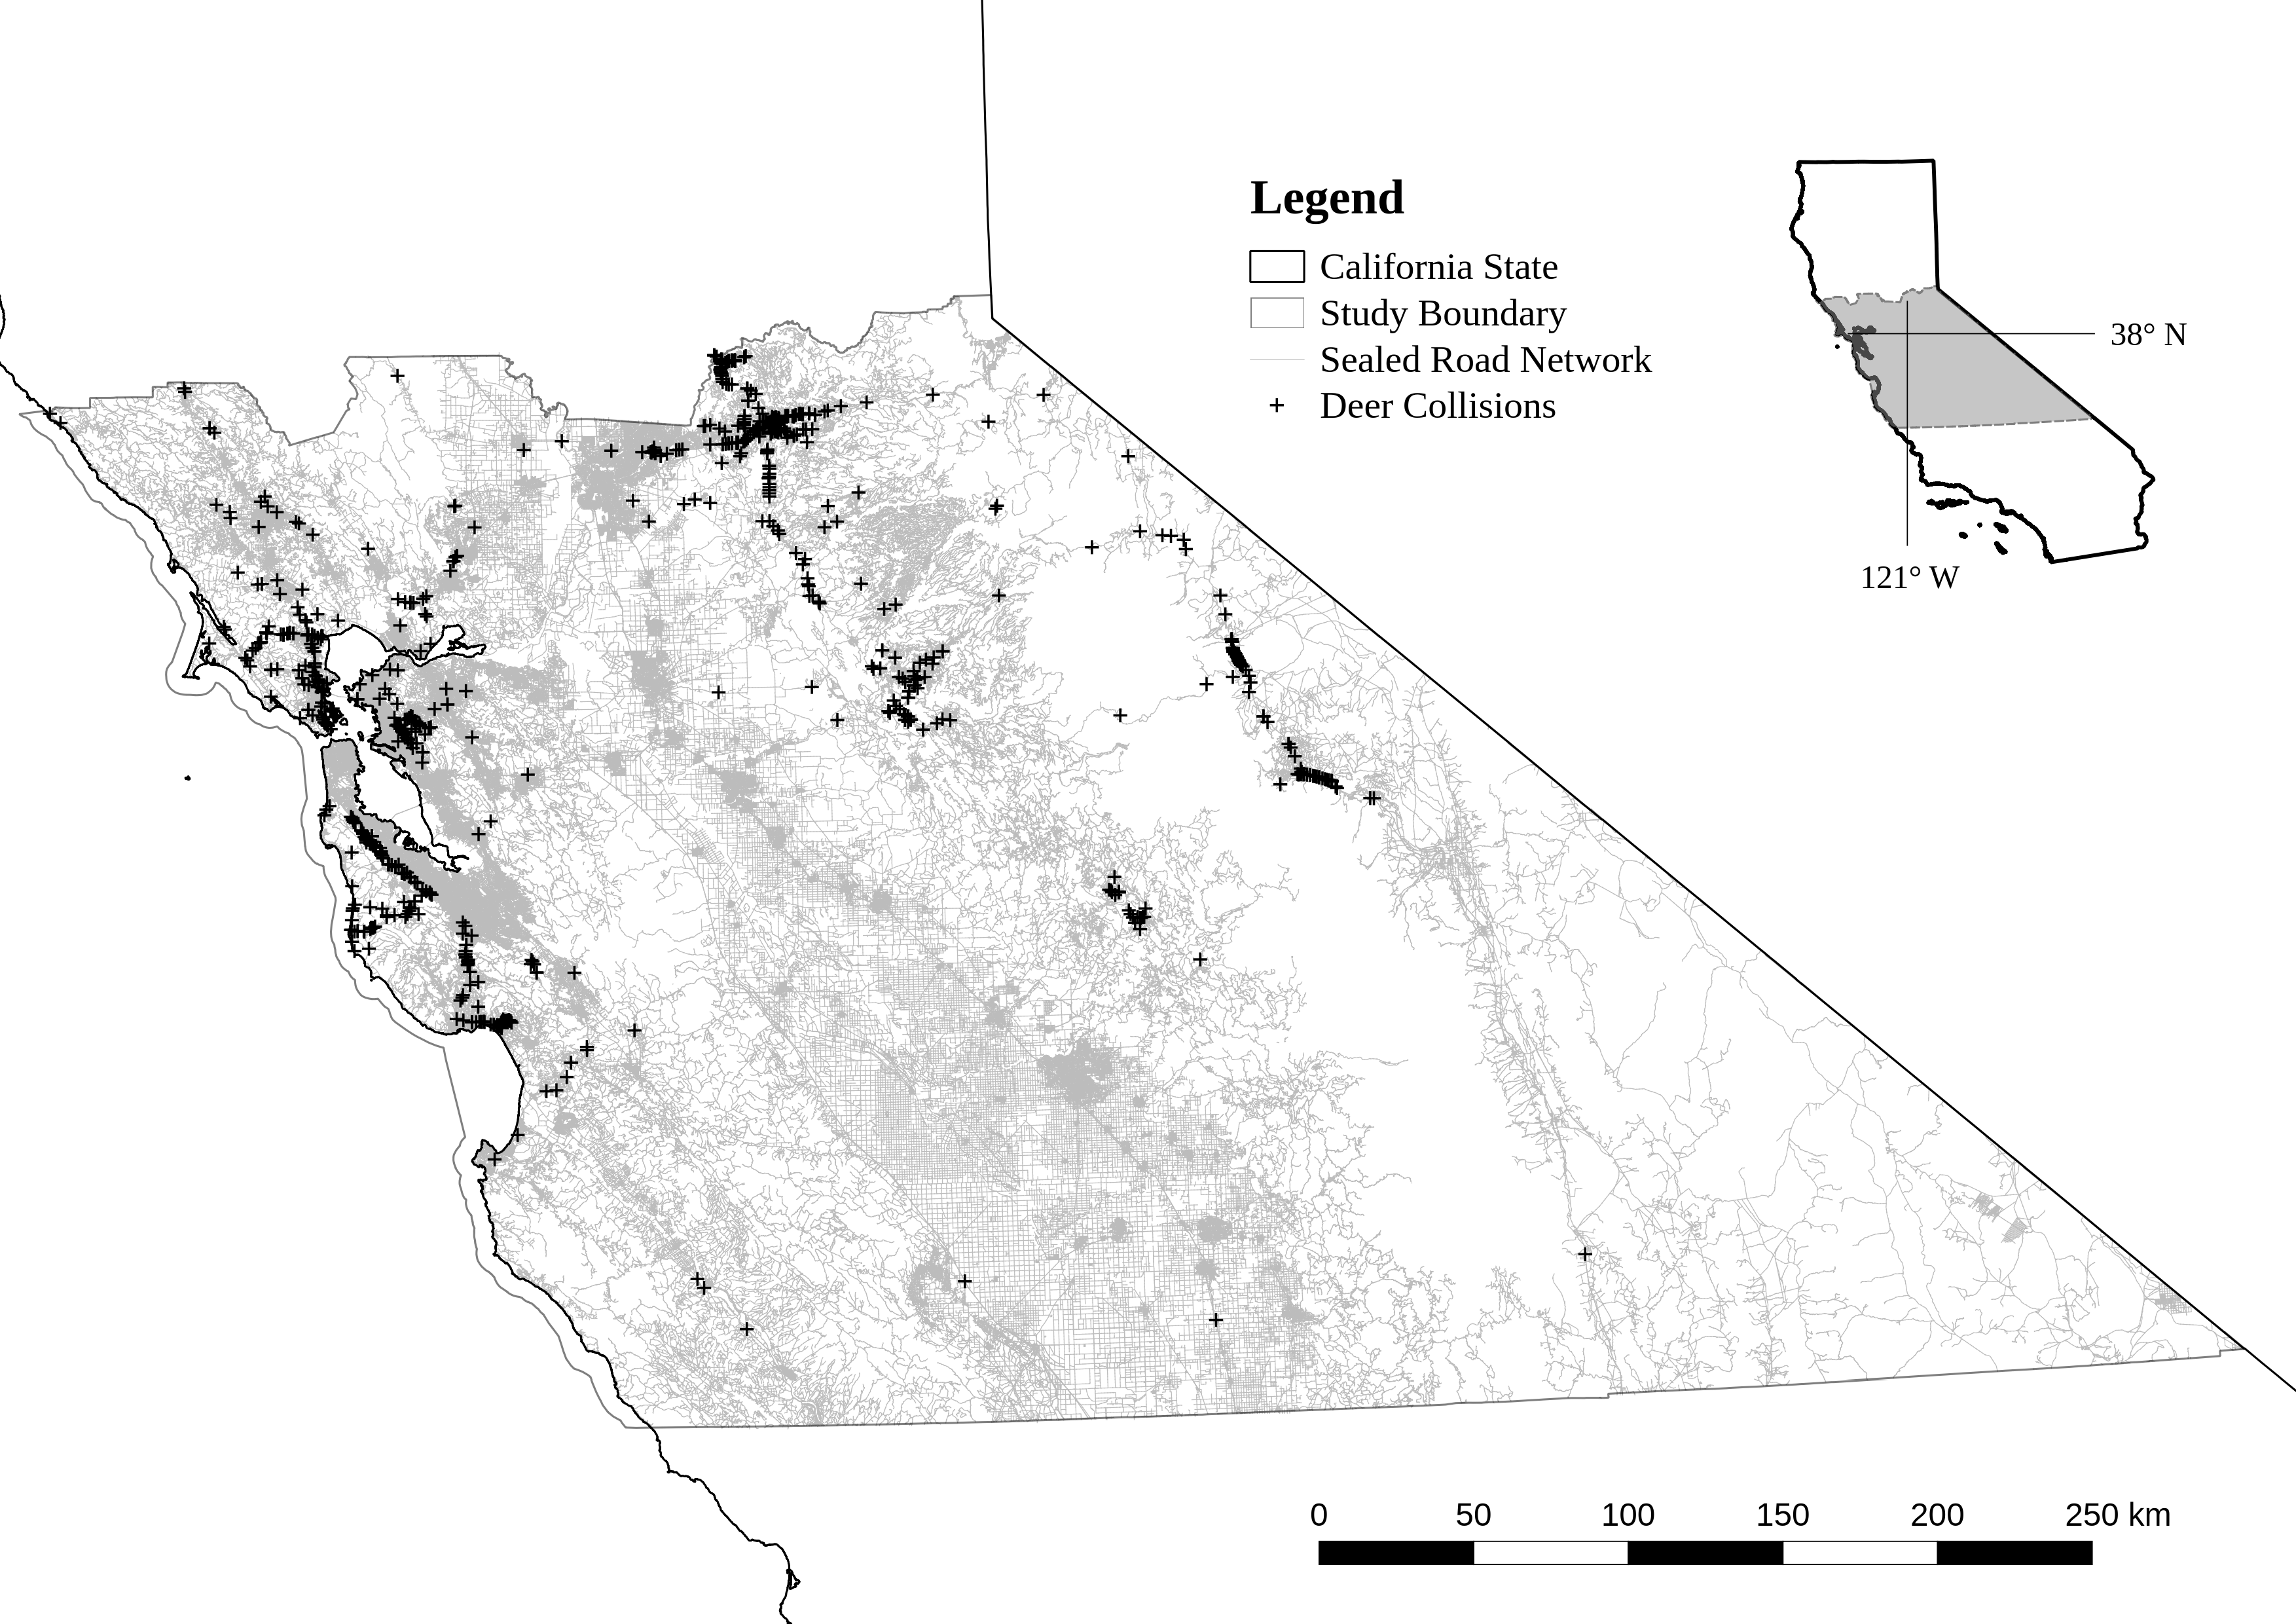 Legend
California State
Study Boundary
Sealed Road Network
Deer Collisions
38° N
121° W
0 50 100 150 200 250 km